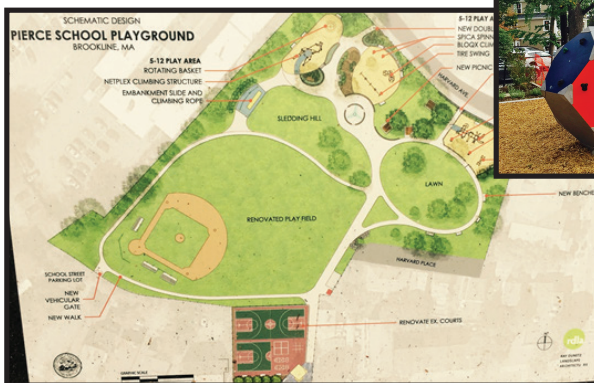 SCHEMATIC DESIGN
PIERCE SCHOOL PLAYGROUND
BROOKLINE, MA
5-12 PLAY AREA
ROTATING BASKET
NETPLEX CLIMBING STRUCTURE
EMBANKMENT SLIDE AND
CLIMBING ROPE
5-12 PLAY A
NEW DOUBL
SPICA SPINN
BLOQX CLIM
TIRE SWING
NEW PICNIC
HARVARD AVE.
SLEDDING HILL
LAWN
NEW BENCHE
RENOVATED PLAY FIELD
HARVARD PLACE
SCHOOL STREET
PARKING LOT
NEW
VEHICULAR
GATE
NEW WALK
RENOVATE EX. COURTS
GRAPHIC SCALE